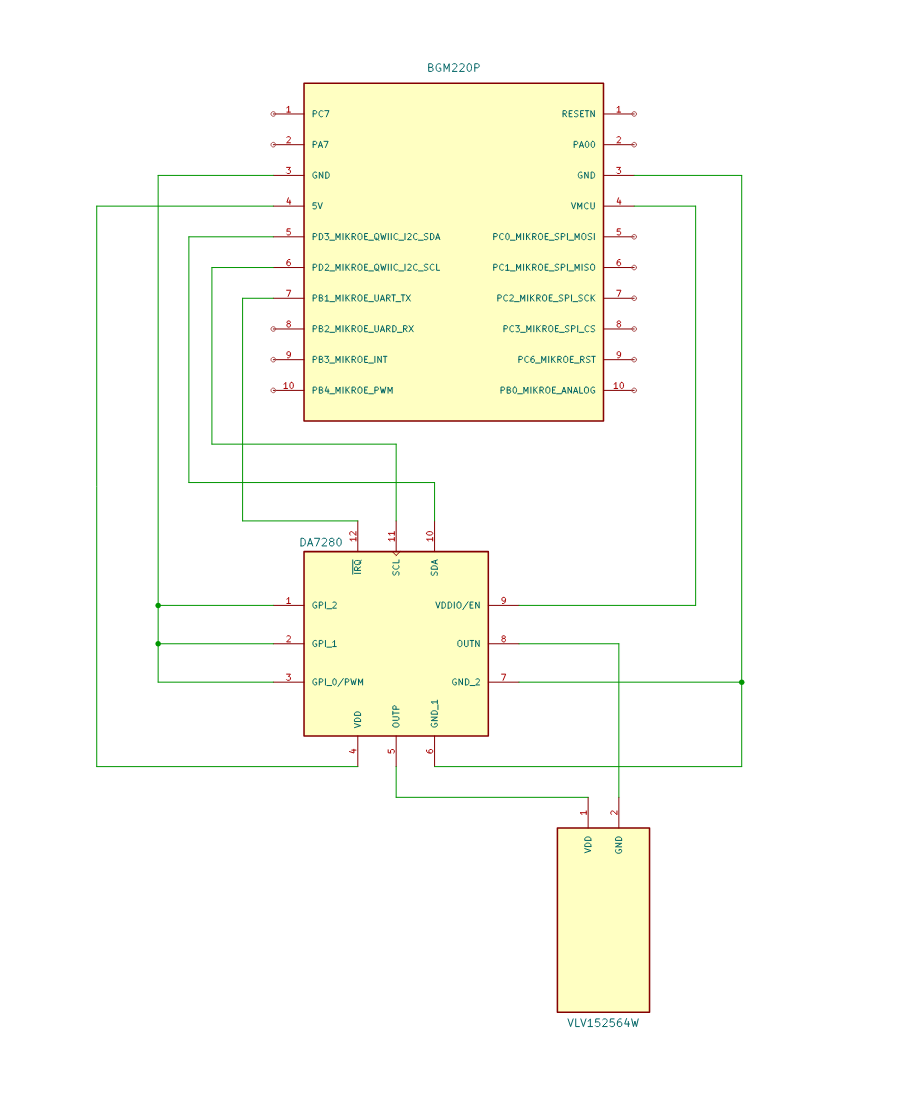 BGM220P
1 PC7 RESETN 1
2 PA7 PA00 2
3 GND GND 3
4 5V VMCU 4
5 PD3_MIKROE_QWIIC_I2C_SDA PC0_MIKROE_SPI_MOSI 5
6 PD2_MIKROE_QWIIC_I2C_SCL PC1_MIKROE_SPI_MISO 6
7 PB1_MIKROE_UART_TX PC2_MIKROE_SPI_SCK 7
8 PB2_MIKROE_UARD_RX PC3_MIKROE_SPI_CS 8
9 PB3_MIKROE_INT PC6_MIKROE_RST 9
10 PB4_MIKROE_PWM PB0_MIKROE_ANALOG 10
DA7280
12 11 10
IRQ SCL SDA
1 GPI_2 VDDIO/EN 9
2 GPI_1 OUTN 8
3 GPI_0/PWM GND_2 7
VDD OUTP GND_1
4 5 6
1 2
VDD GND
VLV152564W